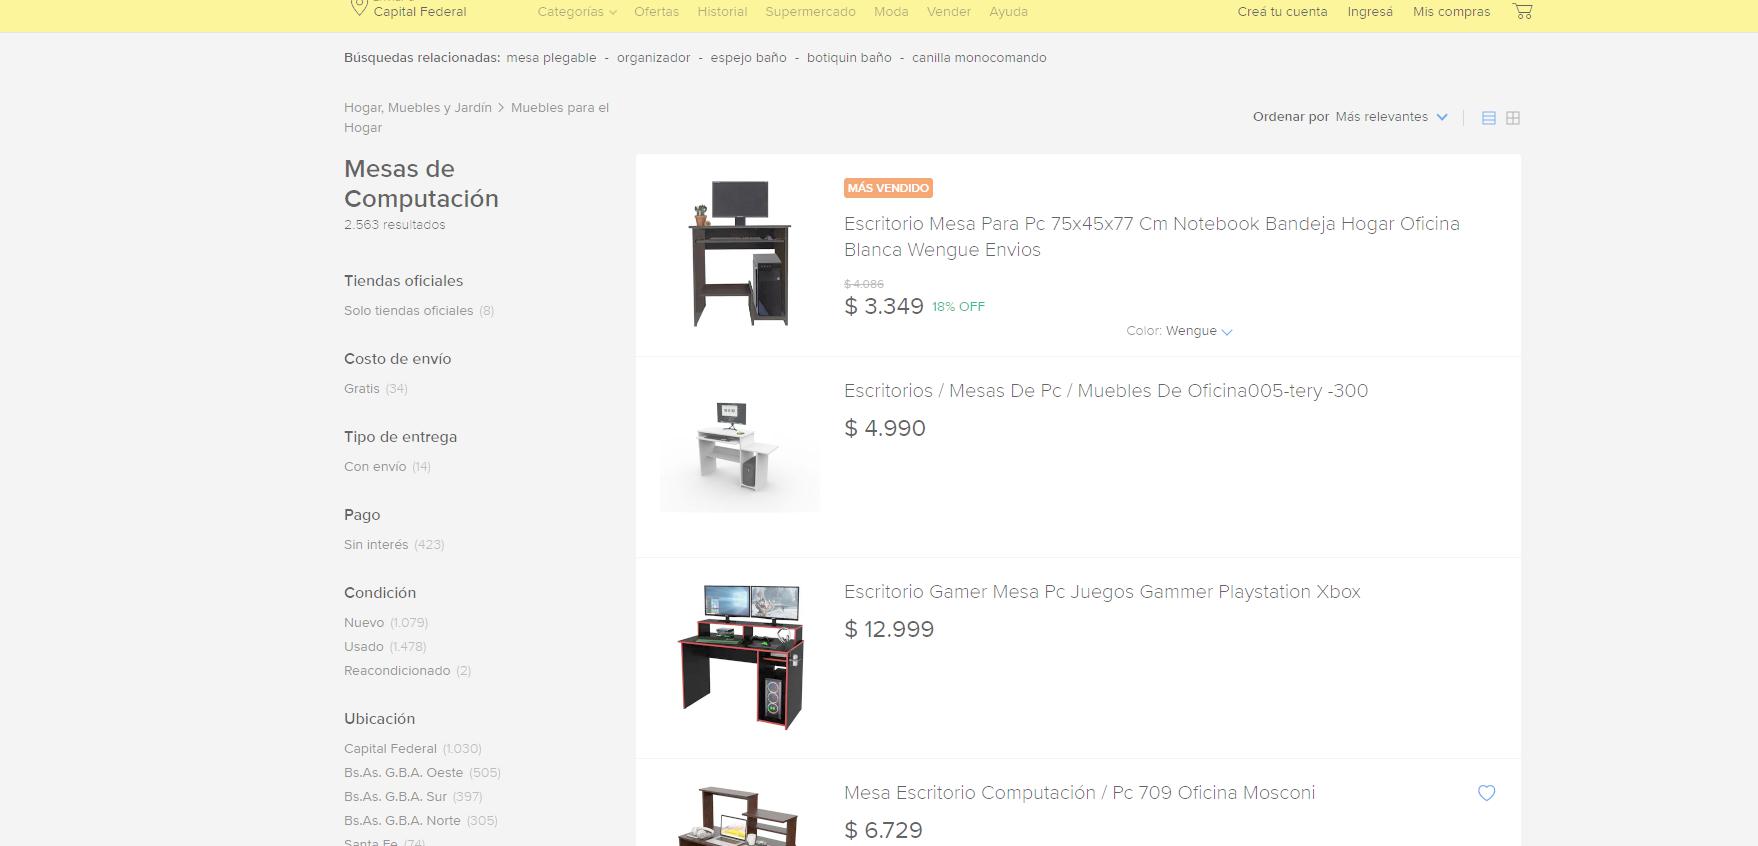 Capital Federal
Categorías
Ofertas
Historial
Supermercado
Moda
Vender
Ayuda
Creá tu cuenta
Ingresá
Mis compras
Búsquedas relacionadas: mesa plegable - organizador - espejo baño - botiquin baño - canilla monocomando
Hogar, Muebles y Jardín > Muebles para el
Hogar
Ordenar por Más relevantes
Mesas de
Computación
2.563 resultados
Tiendas oficiales
Solo tiendas oficiales (8)
Costo de envío
Gratis (34)
Tipo de entrega
Con envío (14)
Pago
Sin interés (423)
Condición
Nuevo (1.079)
Usado (1.478)
Reacondicionado (2)
Ubicación
Capital Federal (1.030)
Bs.As. G.B.A. Oeste (505)
Bs.As. G.B.A. Sur (397)
Bs.As. G.B.A. Norte (305)
Santa Fe (74)
MÁS VENDIDO
Escritorio Mesa Para Pc 75x45x77 Cm Notebook Bandeja Hogar Oficina
Blanca Wengue Envios
$ 4.086
$ 3.349 18% OFF
Color: Wengue
Escritorios / Mesas De Pc / Muebles De Oficina005-tery -300
$ 4.990
Escritorio Gamer Mesa Pc Juegos Gammer Playstation Xbox
$ 12.999
Mesa Escritorio Computación / Pc 709 Oficina Mosconi
$ 6.729